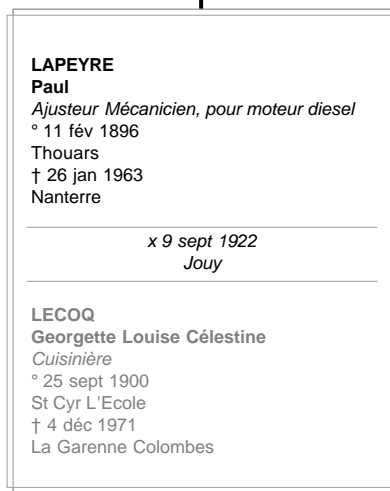 LAPEYRE
Paul
Ajusteur Mécanicien, pour moteur diesel
° 11 fév 1896
Thouars
† 26 jan 1963
Nanterre
x 9 sept 1922
Jouy
LECOQ
Georgette Louise Célestine
Cuisinière
° 25 sept 1900
St Cyr L'Ecole
† 4 déc 1971
La Garenne Colombes